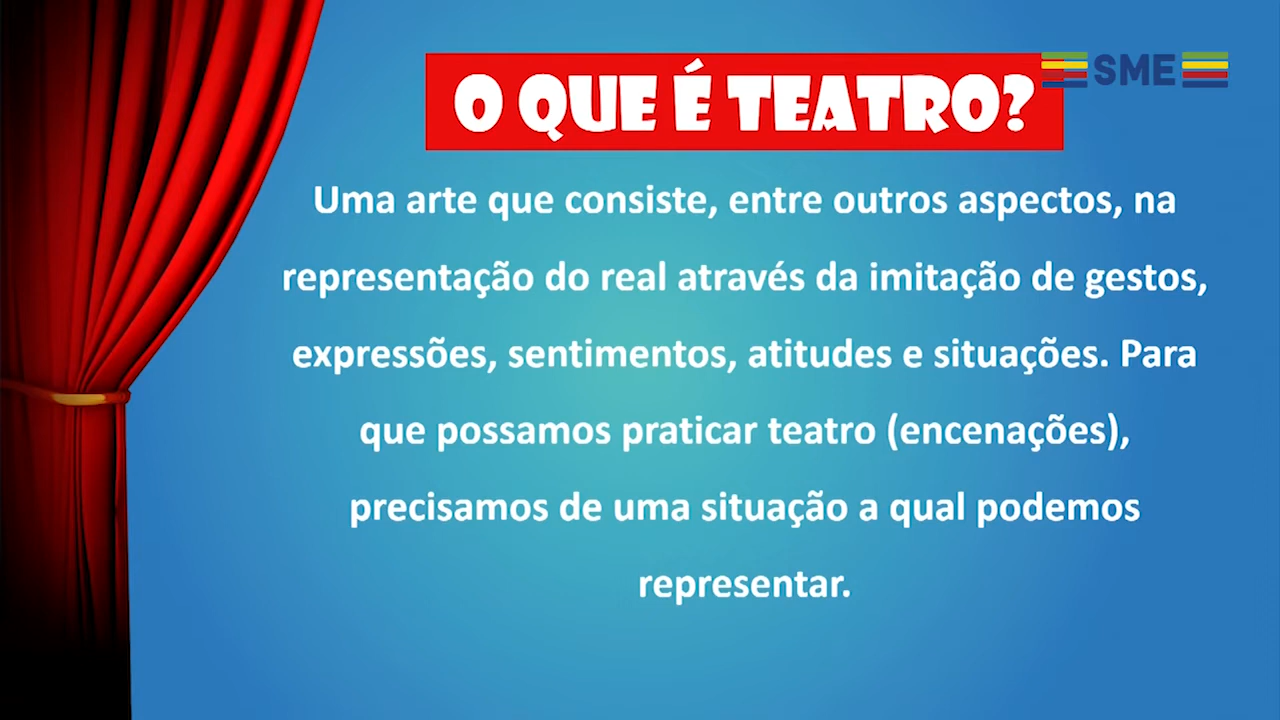 O QUE É TEATRO?
SME
Uma arte que consiste, entre outros aspectos, na
representação do real através da imitação de gestos,
expressões, sentimentos, atitudes e situações. Para
que possamos praticar teatro (encenações),
precisamos de uma situação a qual podemos
representar.